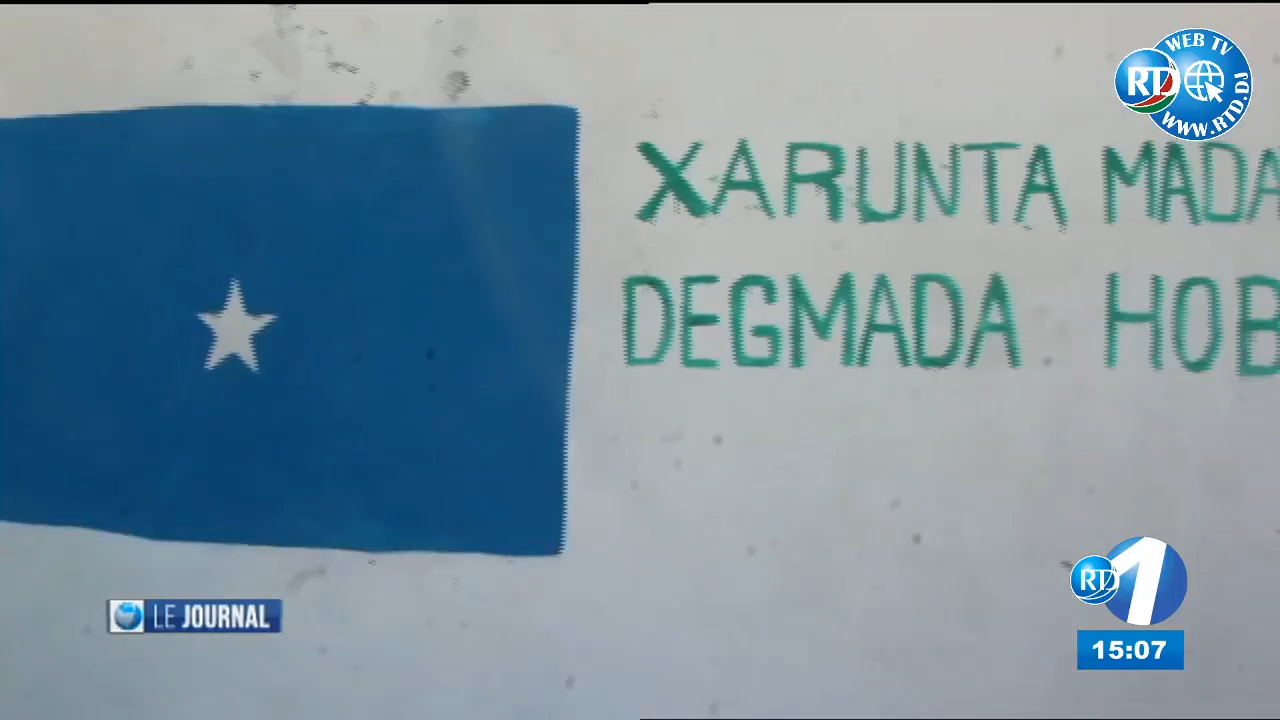 WEB TV
RTD
WWW.RTD.DJ
XARUNTA MADA
DEGMADA HOB
LE JOURNAL
RTD 1
15:07